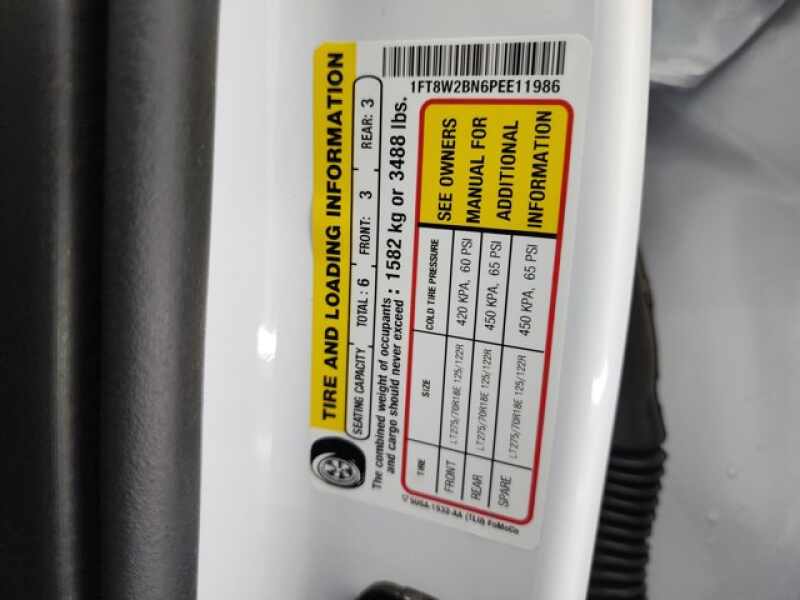 TIRE AND LOADING INFORMATION
SEATING CAPACITY TOTAL: 6 FRONT: 3 REAR: 3
The combined weight of occupants
and cargo should never exceed : 1582 kg or 3488 lbs.
1FT8W2BN6PEE11986
TIRE SIZE COLD TIRE PRESSURE
FRONT LT275/70R18E 125/122R 420 KPA, 60 PSI
REAR LT275/70R18E 125/122R 450 KPA, 65 PSI
SPARE LT275/70R18E 125/122R 450 KPA, 65 PSI
SEE OWNERS
MANUAL FOR
ADDITIONAL
INFORMATION
(TLU) FoMoCo